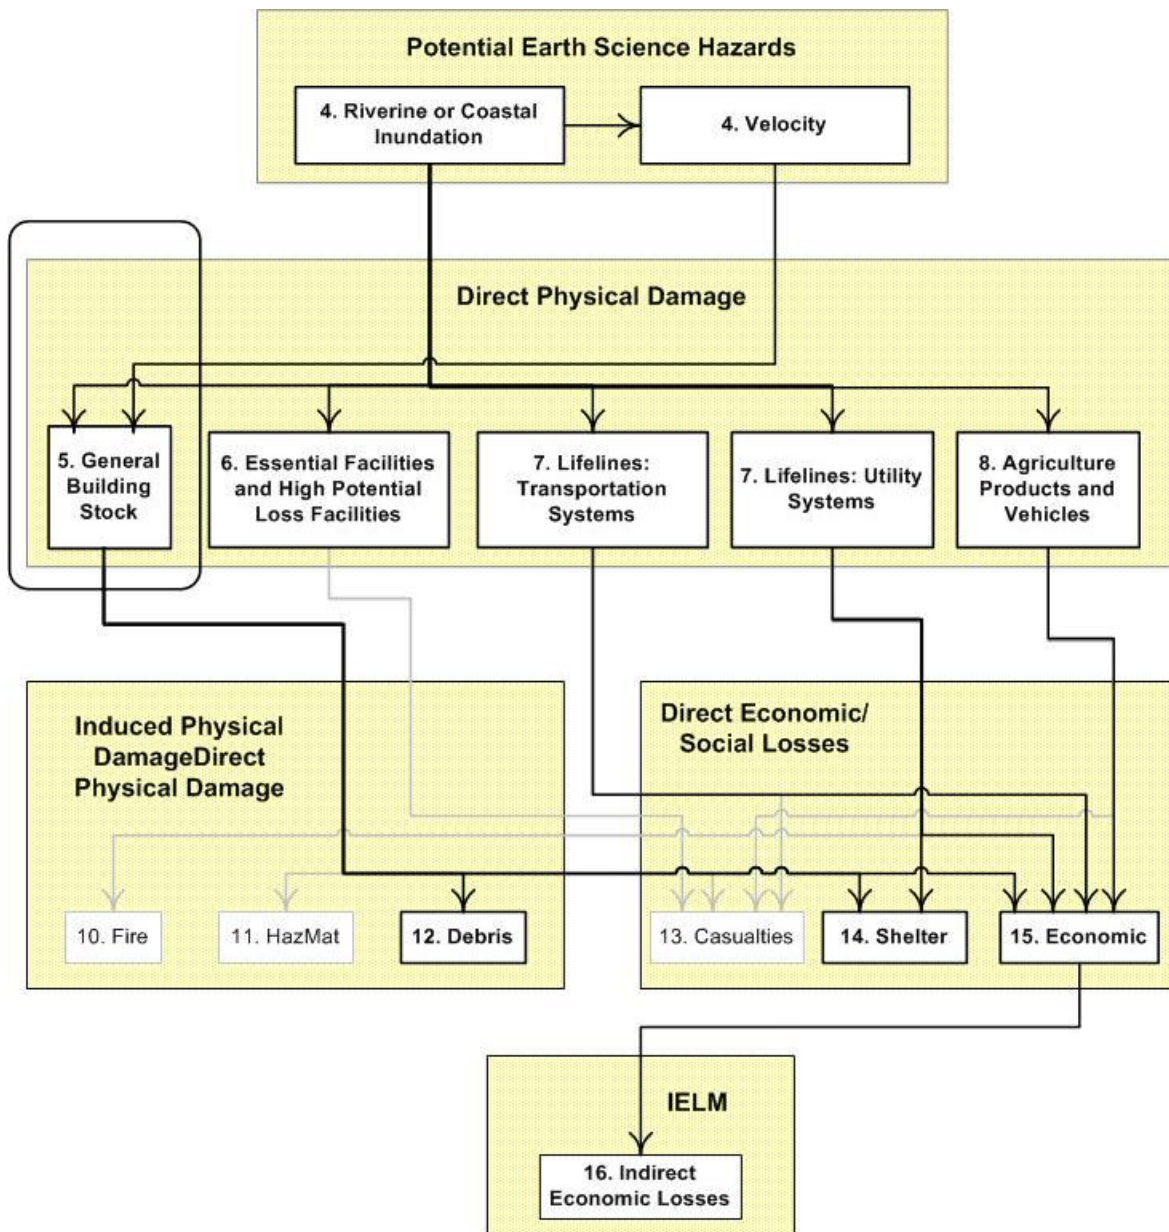 Potential Earth Science Hazards
4. Riverine or Coastal
Inundation
4. Velocity
Direct Physical Damage
5. General
Building
Stock
6. Essential Facilities
and High Potential
Loss Facilities
7. Lifelines:
Transportation
Systems
7. Lifelines: Utility
Systems
8. Agriculture
Products and
Vehicles
Induced Physical
DamageDirect
Physical Damage
10. Fire
11. HazMat
12. Debris
Direct Economic/
Social Losses
13. Casualties
14. Shelter
15. Economic
IELM
16. Indirect
Economic Losses